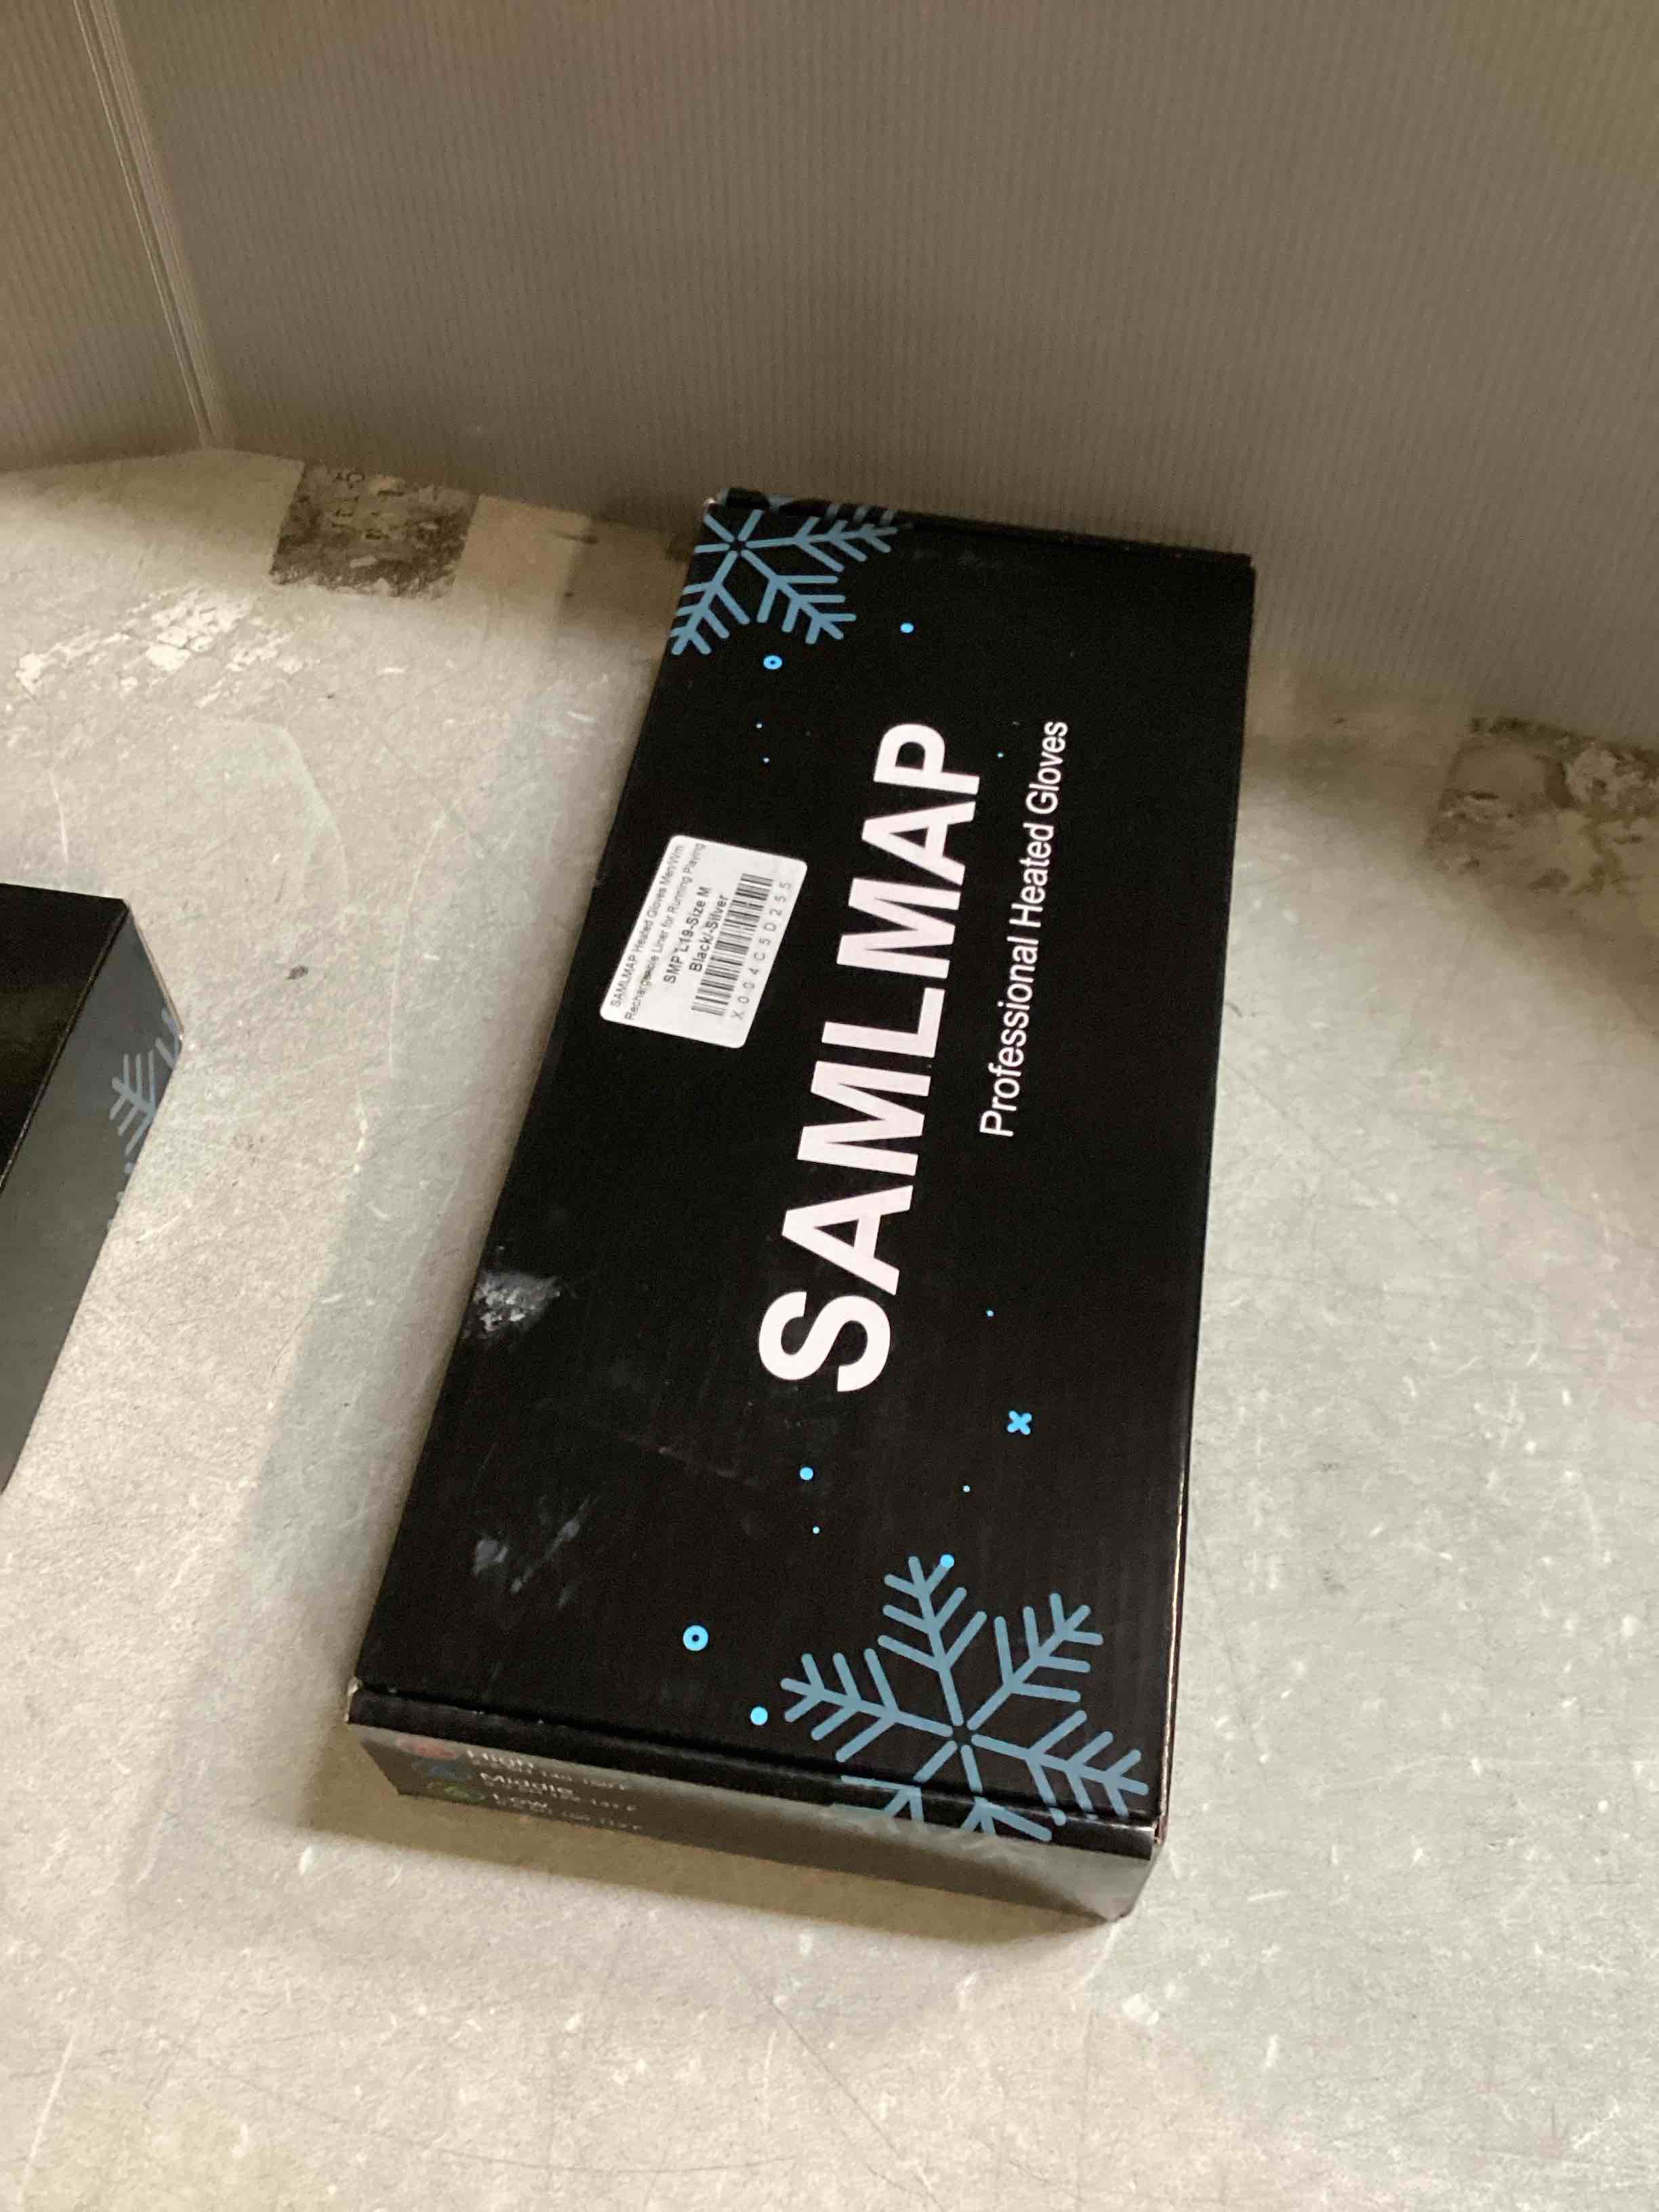 SAMLMAP
Professional Heated Gloves
SAMLMAP Heated Gloves Men/Wm
Rechargeable Liner for Running Playing
SMP L19-Size M
Black/-Silver
X004C5D255
High
Middle
Low